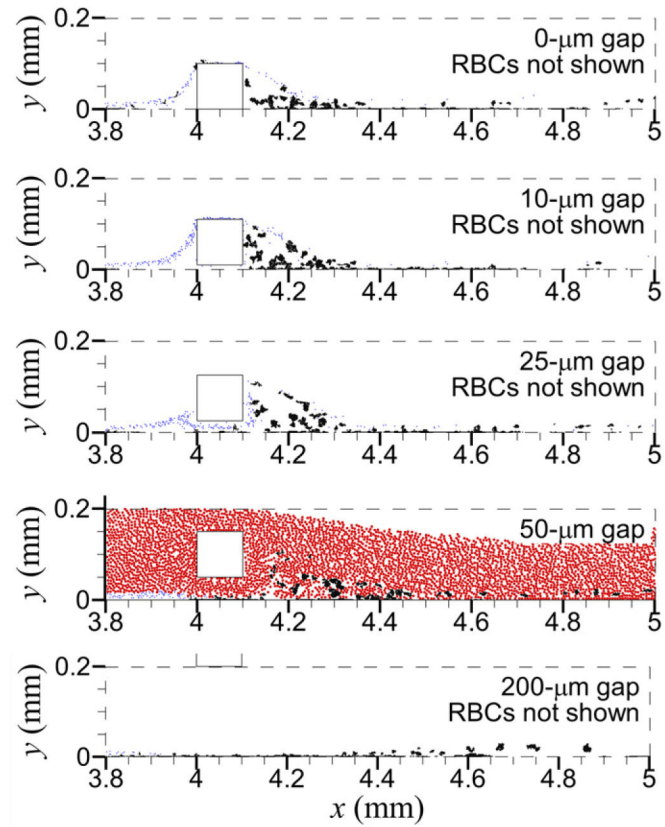 0.2
0-μm gap
RBCs not shown
y (mm)
0
3.8 4 4.2 4.4 4.6 4.8 5
0.2
10-μm gap
RBCs not shown
y (mm)
0
3.8 4 4.2 4.4 4.6 4.8 5
0.2
25-μm gap
RBCs not shown
y (mm)
0
3.8 4 4.2 4.4 4.6 4.8 5
0.2
50-μm gap
y (mm)
0
3.8 4 4.2 4.4 4.6 4.8 5
0.2
200-μm gap
RBCs not shown
y (mm)
0
3.8 4 4.2 4.4 4.6 4.8 5
x (mm)